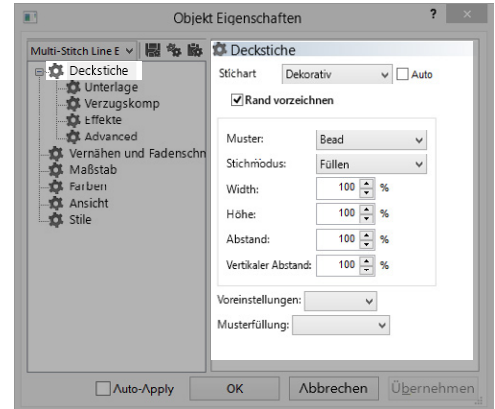 Objekt Eigenschaften
?
Multi-Stitch Line E
Deckstiche
Unterlage
Verzugskomp
Effekte
Advanced
Vernähen und Fadenschn
Maßstab
Farben
Ansicht
Stile
Deckstiche
Stichart Dekorativ Auto
Rand vorzeichnen
Muster: Bead
Stichmodus: Füllen
Width: 100 %
Höhe: 100 %
Abstand: 100 %
Vertikaler Abstand: 100 %
Voreinstellungen:
Musterfüllung:
Auto-Apply OK Abbrechen Übernehmen